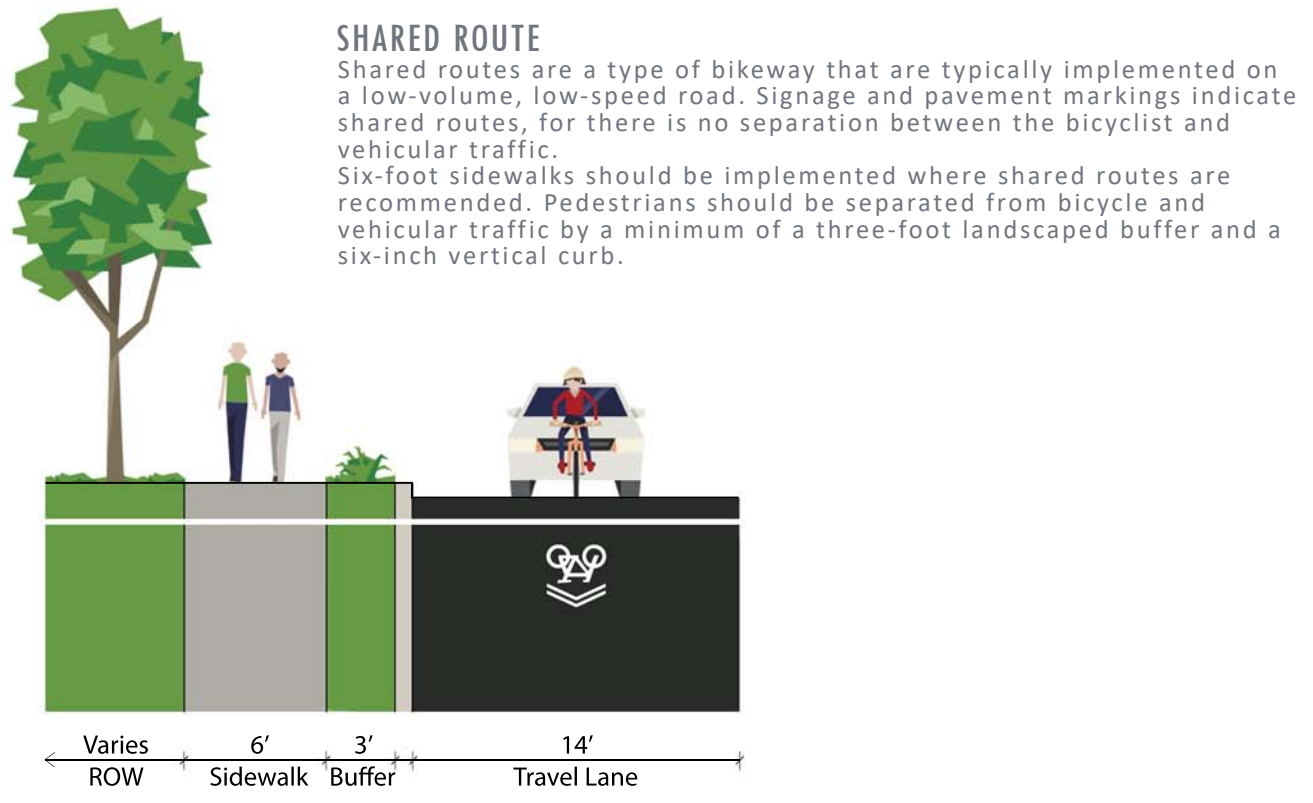 SHARED ROUTE
Shared routes are a type of bikeway that are typically implemented on
a low-volume, low-speed road. Signage and pavement markings indicate
shared routes, for there is no separation between the bicyclist and
vehicular traffic.
Six-foot sidewalks should be implemented where shared routes are
recommended. Pedestrians should be separated from bicycle and
vehicular traffic by a minimum of a three-foot landscaped buffer and a
six-inch vertical curb.
Varies 6′ 3′ 14′
ROW Sidewalk Buffer Travel Lane